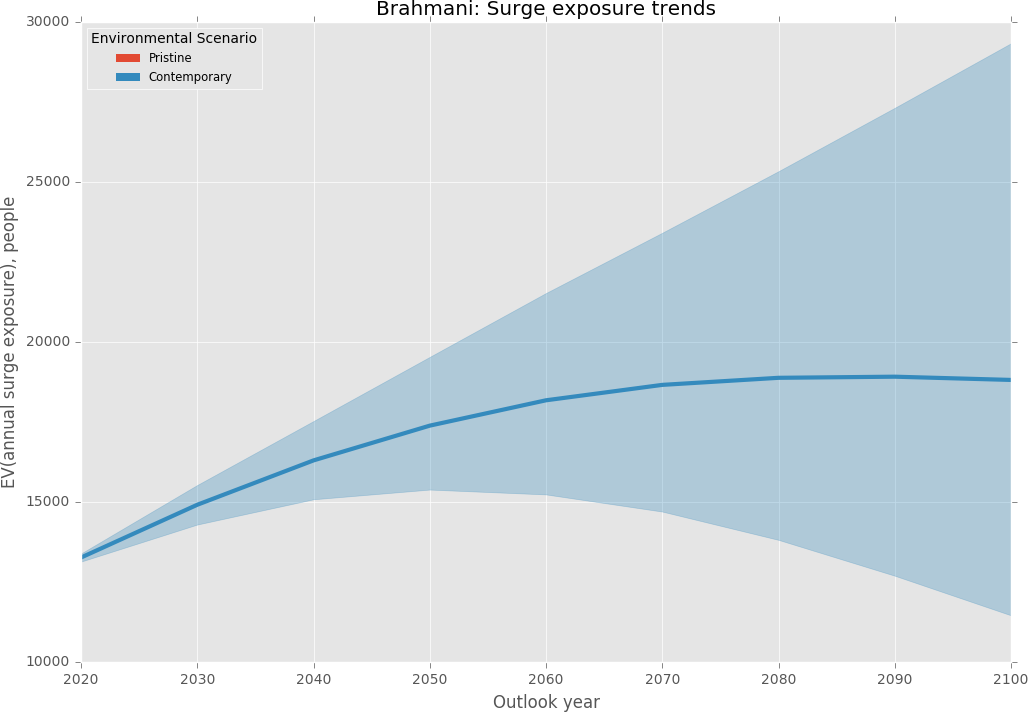 Brahmani: Surge exposure trends
30000
Environmental Scenario
Pristine
Contemporary
25000
20000
15000
10000
EV(annual surge exposure), people
2020 2030 2040 2050 2060 2070 2080 2090 2100
Outlook year